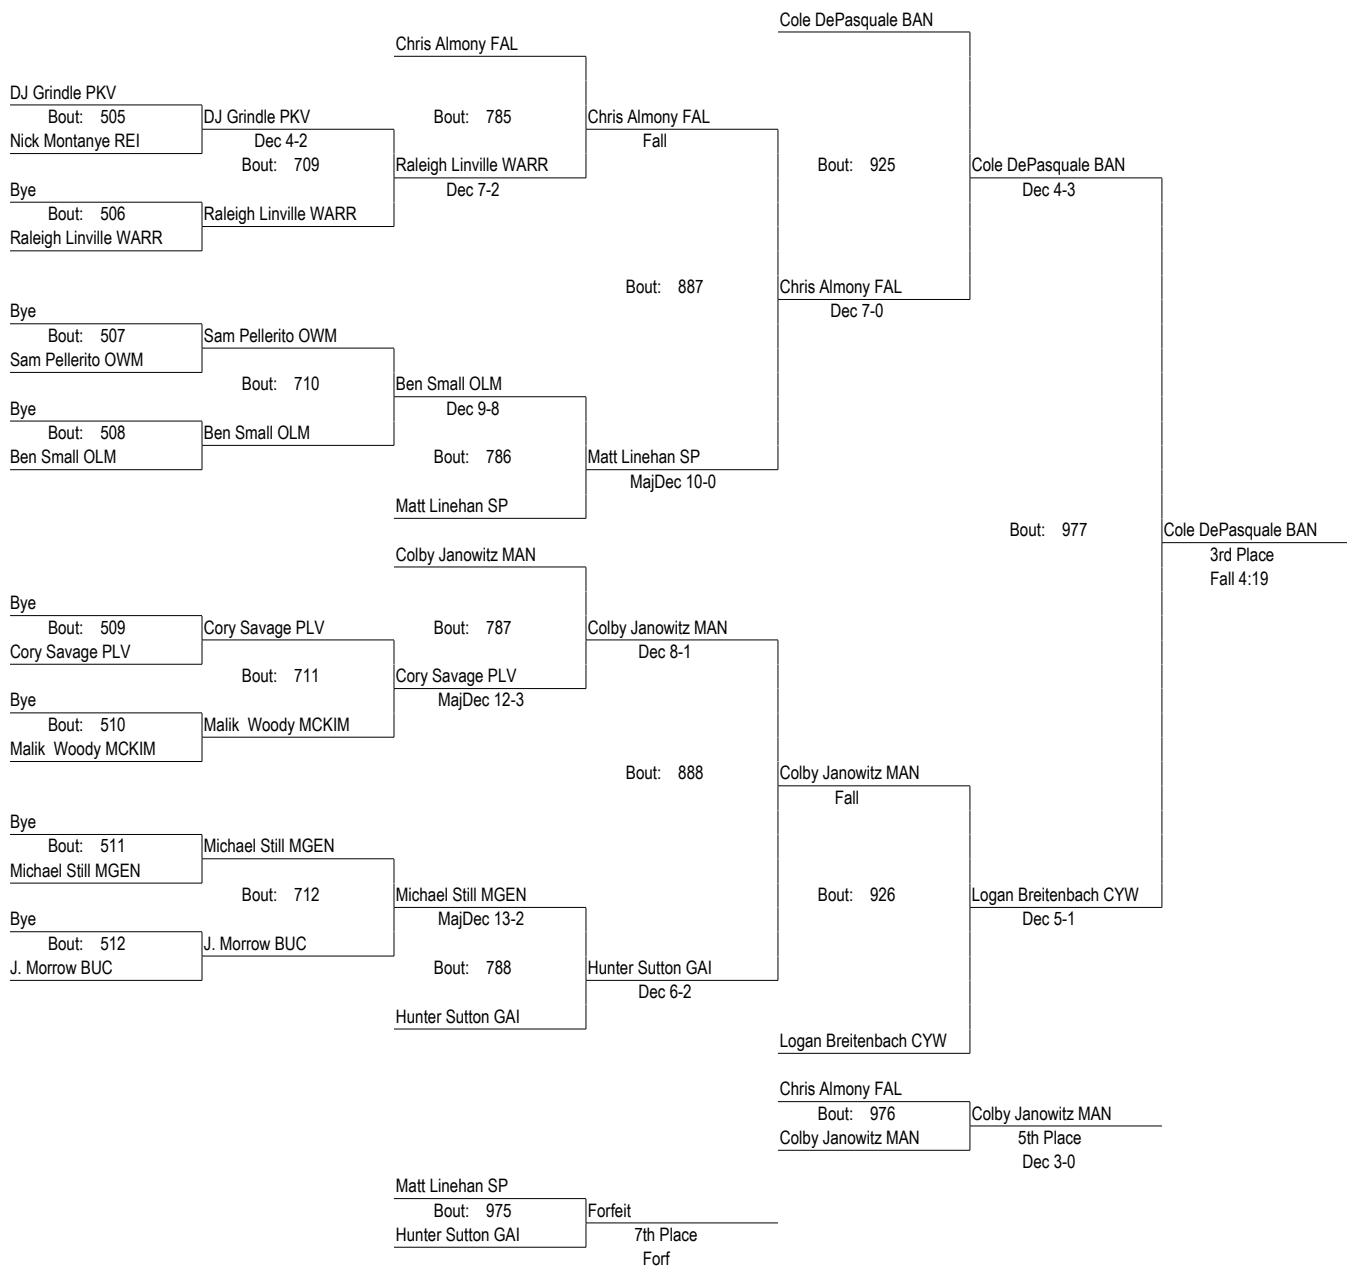 Cole DePasquale BAN
Chris Almony FAL
DJ Grindle PKV
Bout: 505
DJ Grindle PKV
Bout: 785
Chris Almony FAL
Nick Montanye REI
Dec 4-2
Fall
Bout: 709
Raleigh Linville WARR
Bout: 925
Cole DePasquale BAN
Bye
Dec 7-2
Dec 4-3
Bout: 506
Raleigh Linville WARR
Raleigh Linville WARR
Bout: 887
Chris Almony FAL
Bye
Dec 7-0
Bout: 507
Sam Pellerito OWM
Sam Pellerito OWM
Bout: 710
Ben Small OLM
Bye
Dec 9-8
Bout: 508
Ben Small OLM
Ben Small OLM
Bout: 786
Matt Linehan SP
MajDec 10-0
Matt Linehan SP
Bout: 977
Cole DePasquale BAN
Colby Janowitz MAN
3rd Place
Fall 4:19
Bye
Bout: 509
Cory Savage PLV
Bout: 787
Colby Janowitz MAN
Cory Savage PLV
Dec 8-1
Bout: 711
Cory Savage PLV
Bye
MajDec 12-3
Bout: 510
Malik Woody MCKIM
Malik Woody MCKIM
Bout: 888
Colby Janowitz MAN
Fall
Bye
Bout: 511
Michael Still MGEN
Michael Still MGEN
Bout: 712
Michael Still MGEN
Bout: 926
Logan Breitenbach CYW
Bye
MajDec 13-2
Dec 5-1
Bout: 512
J. Morrow BUC
J. Morrow BUC
Bout: 788
Hunter Sutton GAI
Dec 6-2
Hunter Sutton GAI
Logan Breitenbach CYW
Chris Almony FAL
Bout: 976
Colby Janowitz MAN
Colby Janowitz MAN
5th Place
Dec 3-0
Matt Linehan SP
Bout: 975
Forfeit
Hunter Sutton GAI
7th Place
Forf